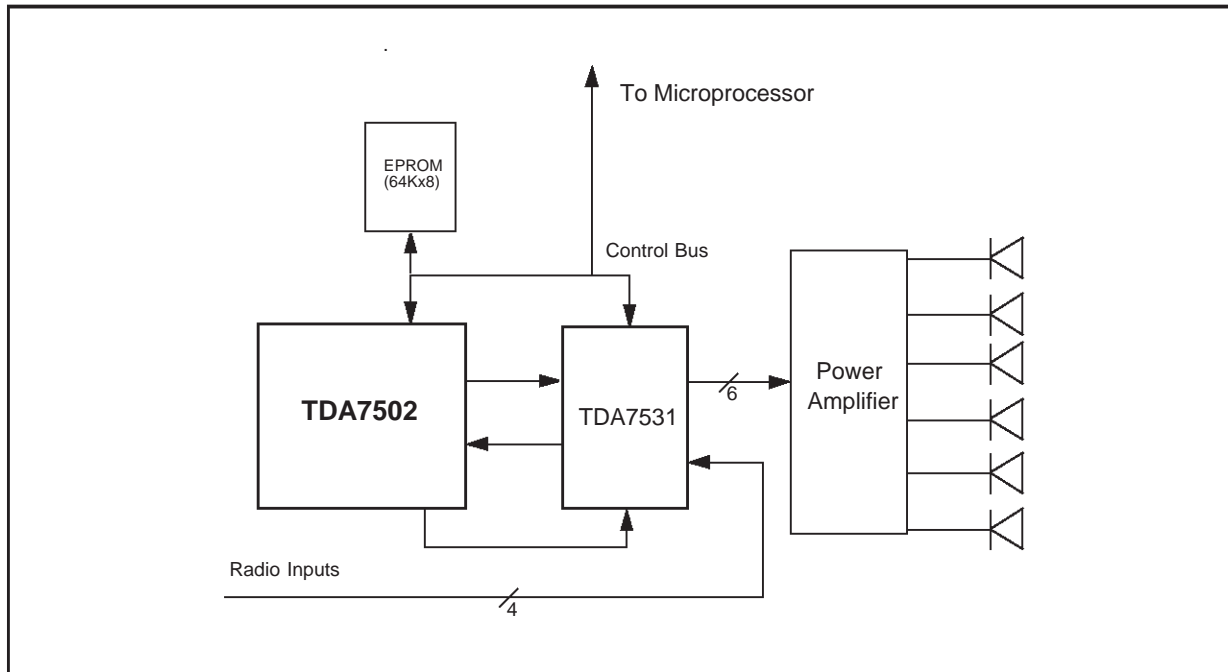 To Microprocessor
EPROM
(64Kx8)
Control Bus
TDA7502
TDA7531
6
Power
Amplifier
Radio Inputs
4